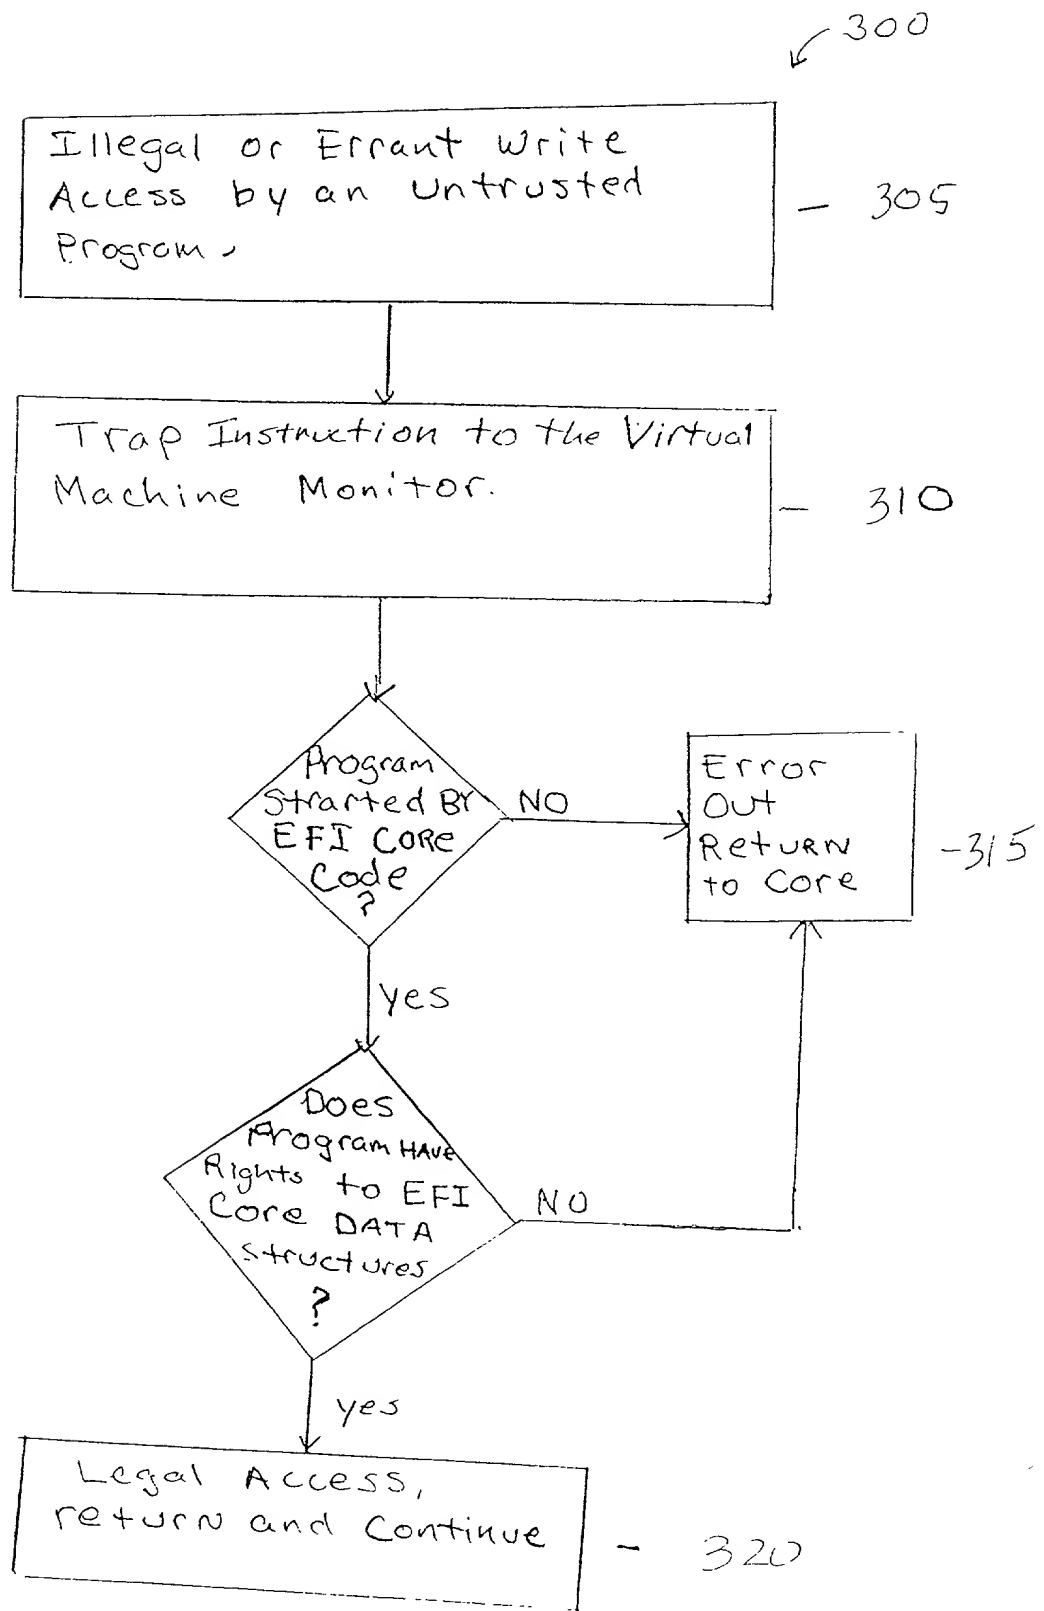 300
Illegal or Errant Write
Access by an Untrusted
Program.
305
Trap Instruction to the Virtual
Machine Monitor.
310
Program
Strarted BY
EFI CORE
Code
?
NO
Error
Out
Return
to Core
-315
yes
Does
Program HAVE
Rights to EFI
Core DATA
structures
?
NO
yes
Legal Access,
return and Continue
- 320